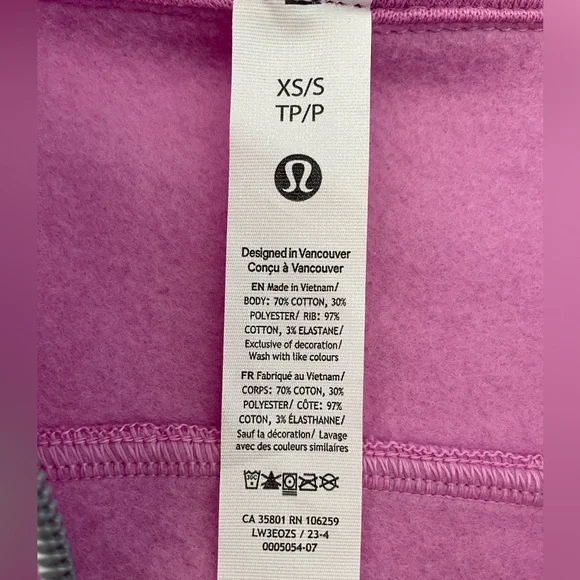 XS/S
TP/P
Designed in Vancouver
Conçu à Vancouver
EN Made in Vietnam/
BODY: 70% COTTON, 30%
POLYESTER/ RIB: 97%
COTTON, 3% ELASTANE/
Exclusive of decoration/
Wash with like colours
FR Fabriqué au Vietnam/
CORPS: 70% COTON, 30%
POLYESTER/ CÔTE: 97%
COTON, 3% ÉLASTHANNE/
Sauf la décoration/ Lavage
avec des couleurs similaires
CA 35801 RN 106259
LW3EOZS / 23-4
0005054-07